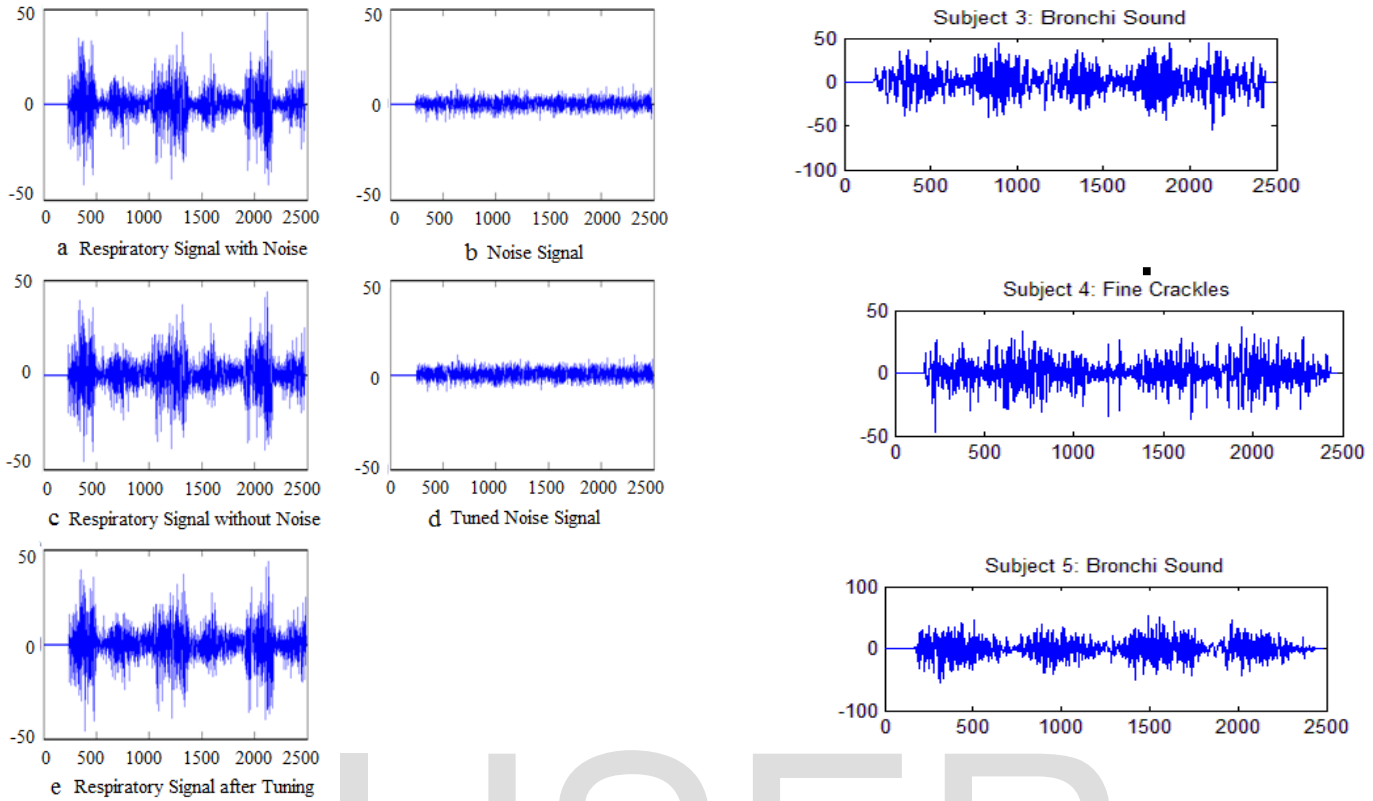 50
0
-50
0 500 1000 1500 2000 2500
a Respiratory Signal with Noise
50
0
-50
0 500 1000 1500 2000 2500
b Noise Signal
50
0
-50
0 500 1000 1500 2000 2500
c Respiratory Signal without Noise
50
0
-50
0 500 1000 1500 2000 2500
d Tuned Noise Signal
50
0
-50
0 500 1000 1500 2000 2500
e Respiratory Signal after Tuning
Subject 3: Bronchi Sound
50
0
-50
-100
0 500 1000 1500 2000 2500
Subject 4: Fine Crackles
50
0
-50
0 500 1000 1500 2000 2500
Subject 5: Bronchi Sound
100
0
-100
0 500 1000 1500 2000 2500